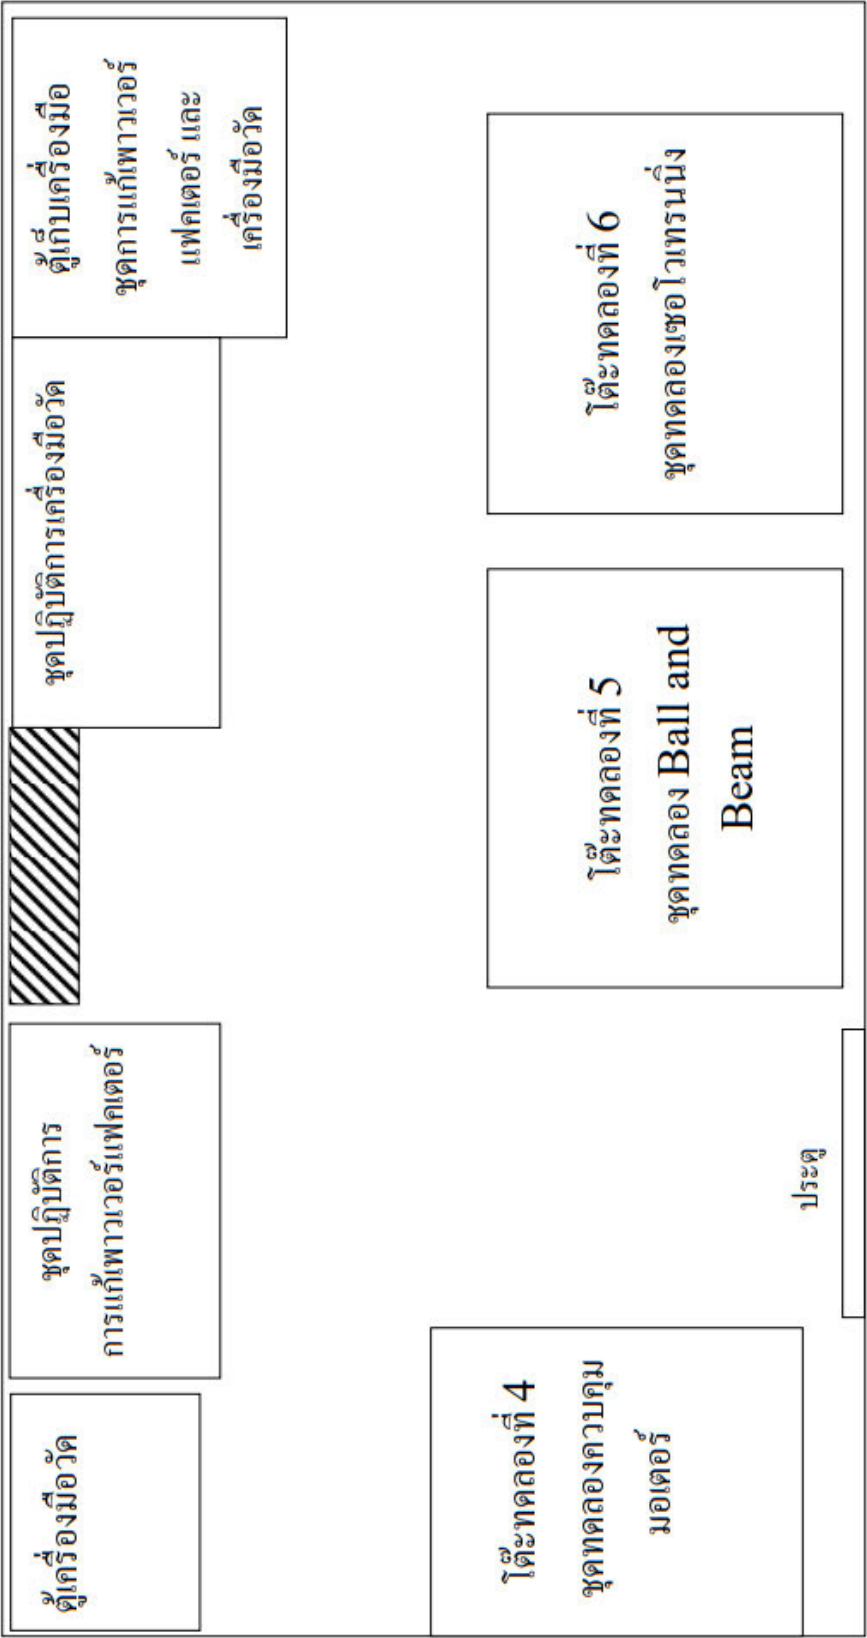 ตู้เครื่องมือวัด
ชุดปฏิบัติการ
การแก้เพาวเวอร์แฟคเตอร์
ชุดปฏิบัติการเครื่องมือวัด
ตู้เก็บเครื่องมือ
ชุดการแก้เพาวเวอร์
แฟคเตอร์ และ
เครื่องมือวัด
โต๊ะทดลองที่ 4
ชุดทดลองควบคุม
มอเตอร์
ประตู
โต๊ะทดลองที่ 5
ชุดทดลอง Ball and
Beam
โต๊ะทดลองที่ 6
ชุดทดลองเซอโวเทรนนิ่ง